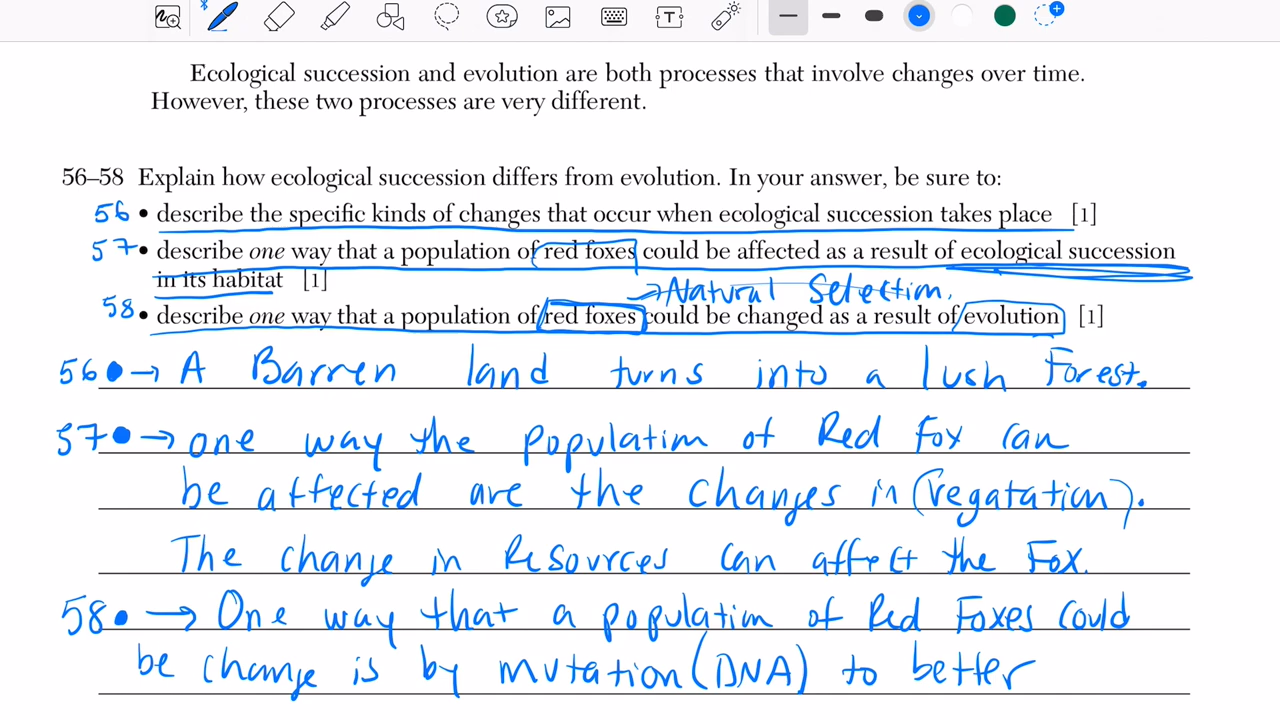 Ecological succession and evolution are both processes that involve changes over time.
However, these two processes are very different.
56–58 Explain how ecological succession differs from evolution. In your answer, be sure to:
56 • describe the specific kinds of changes that occur when ecological succession takes place [1]
57 • describe one way that a population of red foxes could be affected as a result of ecological succession
in its habitat [1]
→ Natural Selection.
58 • describe one way that a population of red foxes could be changed as a result of evolution [1]
56 • → A Barren land turns into a lush Forest.
57 • → one way the population of Red Fox can
be affected are the changes in (vegatation).
The change in Resources can affect the Fox.
58 • → One way that a population of Red Foxes could
be change is by mutation (DNA) to better